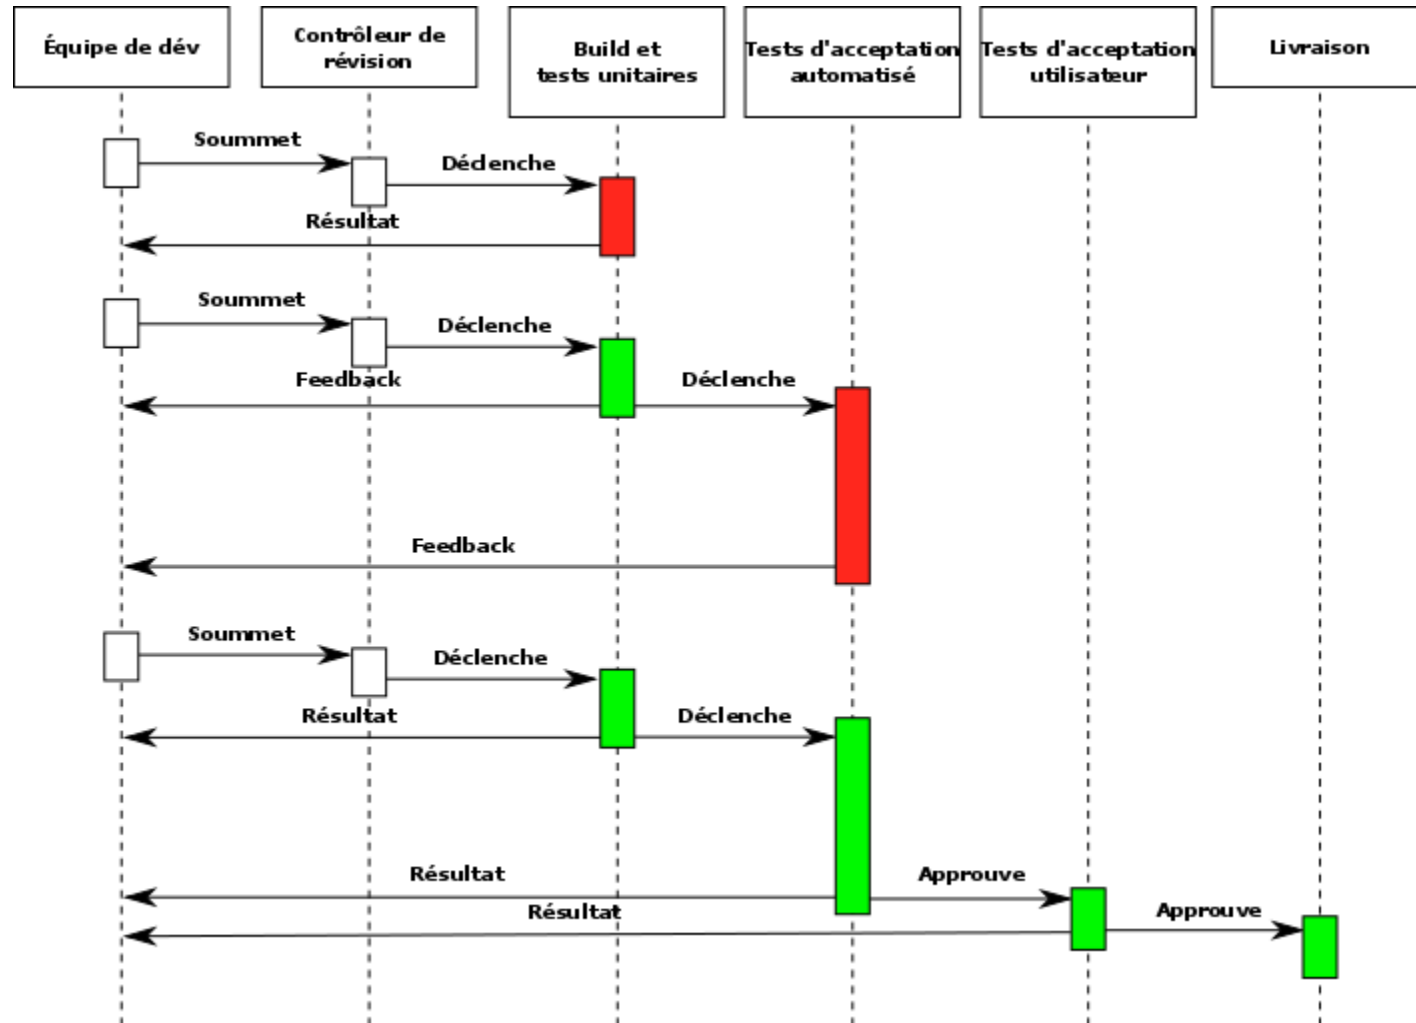 Équipe de dév
Contrôleur de
révision
Build et
tests unitaires
Tests d'acceptation
automatisé
Tests d'acceptation
utilisateur
Livraison
Soummet
Déclenche
Résultat
Soummet
Déclenche
Feedback
Déclenche
Feedback
Soummet
Déclenche
Résultat
Déclenche
Résultat
Approuve
Résultat
Approuve